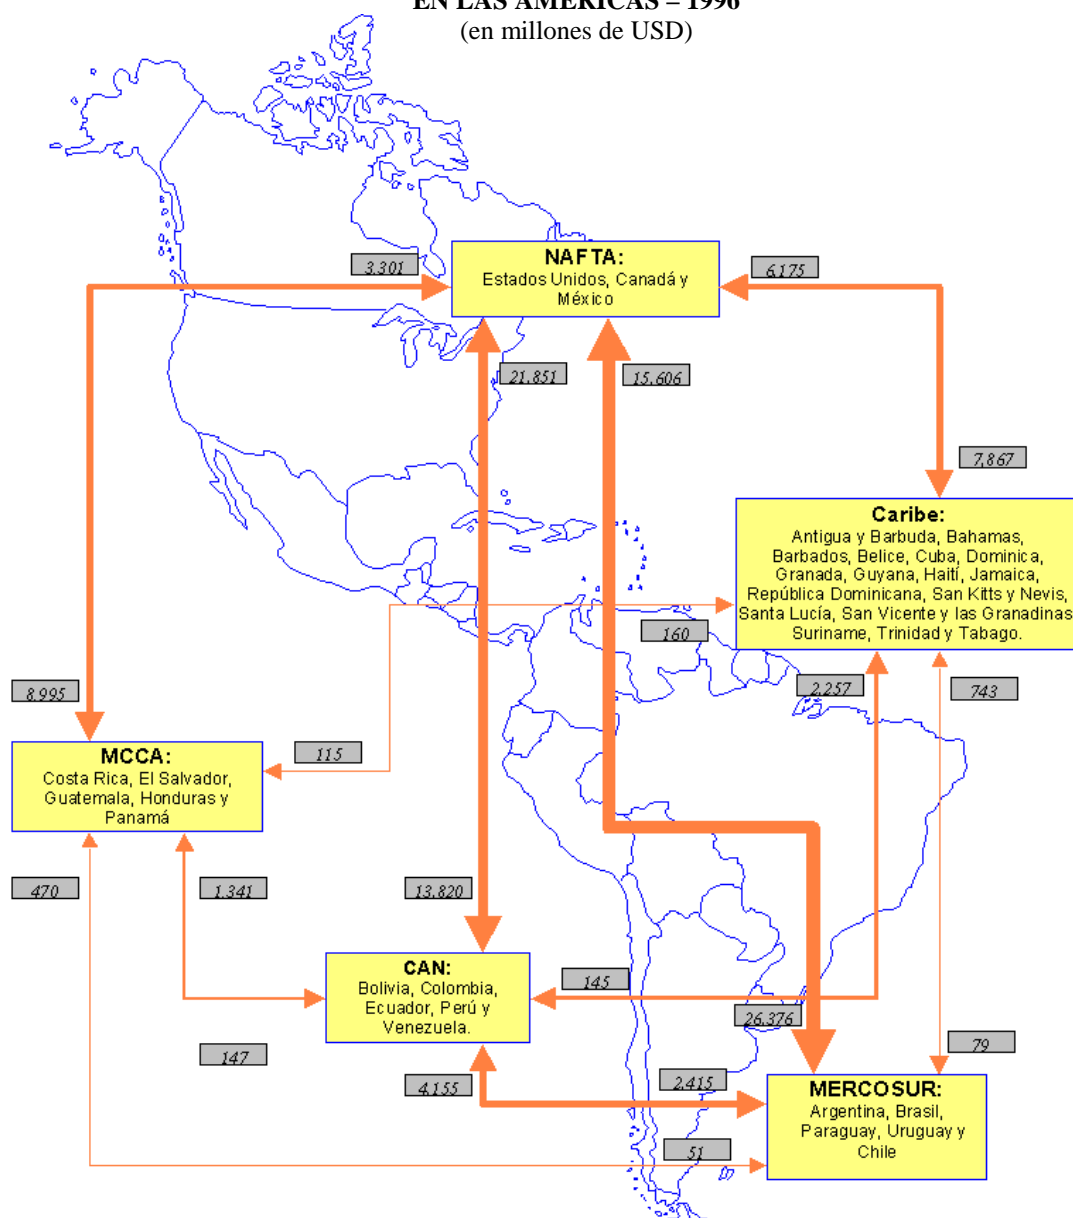 EN LAS AMERICAS – 1996
(en millones de USD)
3.301
NAFTA:
Estados Unidos, Canadá y
México
6.175
21.851
15.606
7,867
Caribe:
Antigua y Barbuda, Bahamas,
Barbados, Belice, Cuba, Dominica,
Granada, Guyana, Haití, Jamaica,
República Dominicana, San Kitts y Nevis,
Santa Lucía, San Vicente y las Granadinas
Suriname, Trinidad y Tabago.
160
8.995
2.257
743
MCCA:
Costa Rica, El Salvador,
Guatemala, Honduras y
Panamá
115
470
1.341
13.820
CAN:
Bolivia, Colombia,
Ecuador, Perú y
Venezuela.
145
26.376
147
79
4.155
2.415
MERCOSUR:
Argentina, Brasil,
Paraguay, Uruguay y
Chile
51